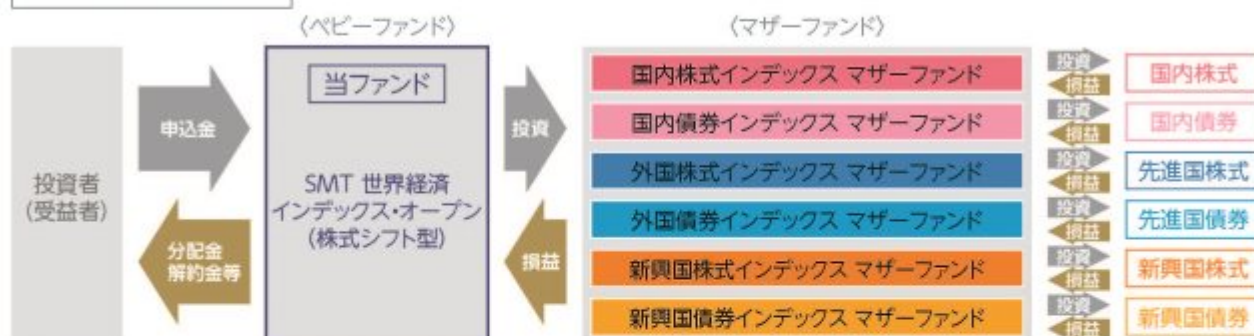 〈ベビーファンド〉
〈マザーファンド〉
投資者
(受益者)
申込金
分配金
解約金等
当ファンド
SMT 世界経済
インデックス・オープン
(株式シフト型)
投資
損益
国内株式インデックス マザーファンド
投資
損益
国内株式
国内債券インデックス マザーファンド
投資
損益
国内債券
外国株式インデックス マザーファンド
投資
損益
先進国株式
外国債券インデックス マザーファンド
投資
損益
先進国債券
新興国株式インデックス マザーファンド
投資
損益
新興国株式
新興国債券インデックス マザーファンド
投資
損益
新興国債券